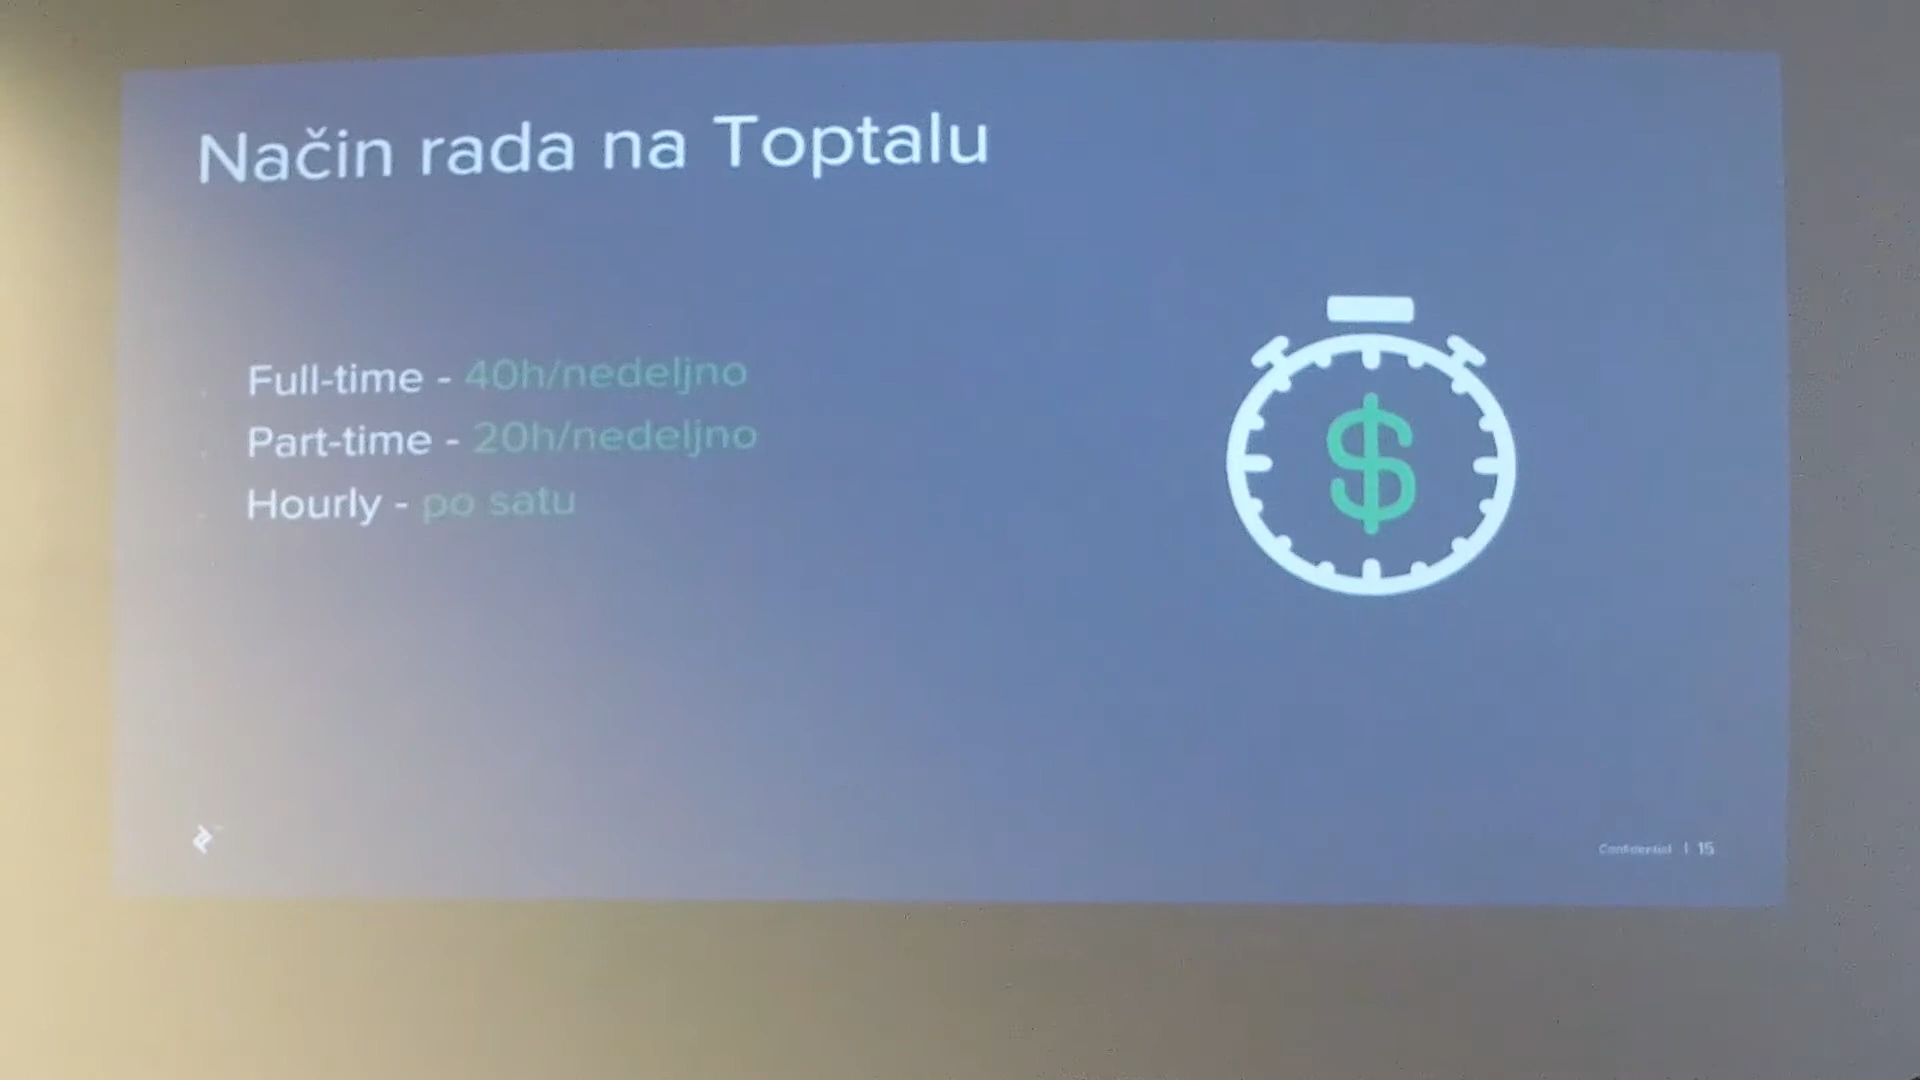 Način rada na Toptalu
Full-time - 40h/nedeljno
Part-time - 20h/nedeljno
Hourly - po satu
$
Confidential | 15